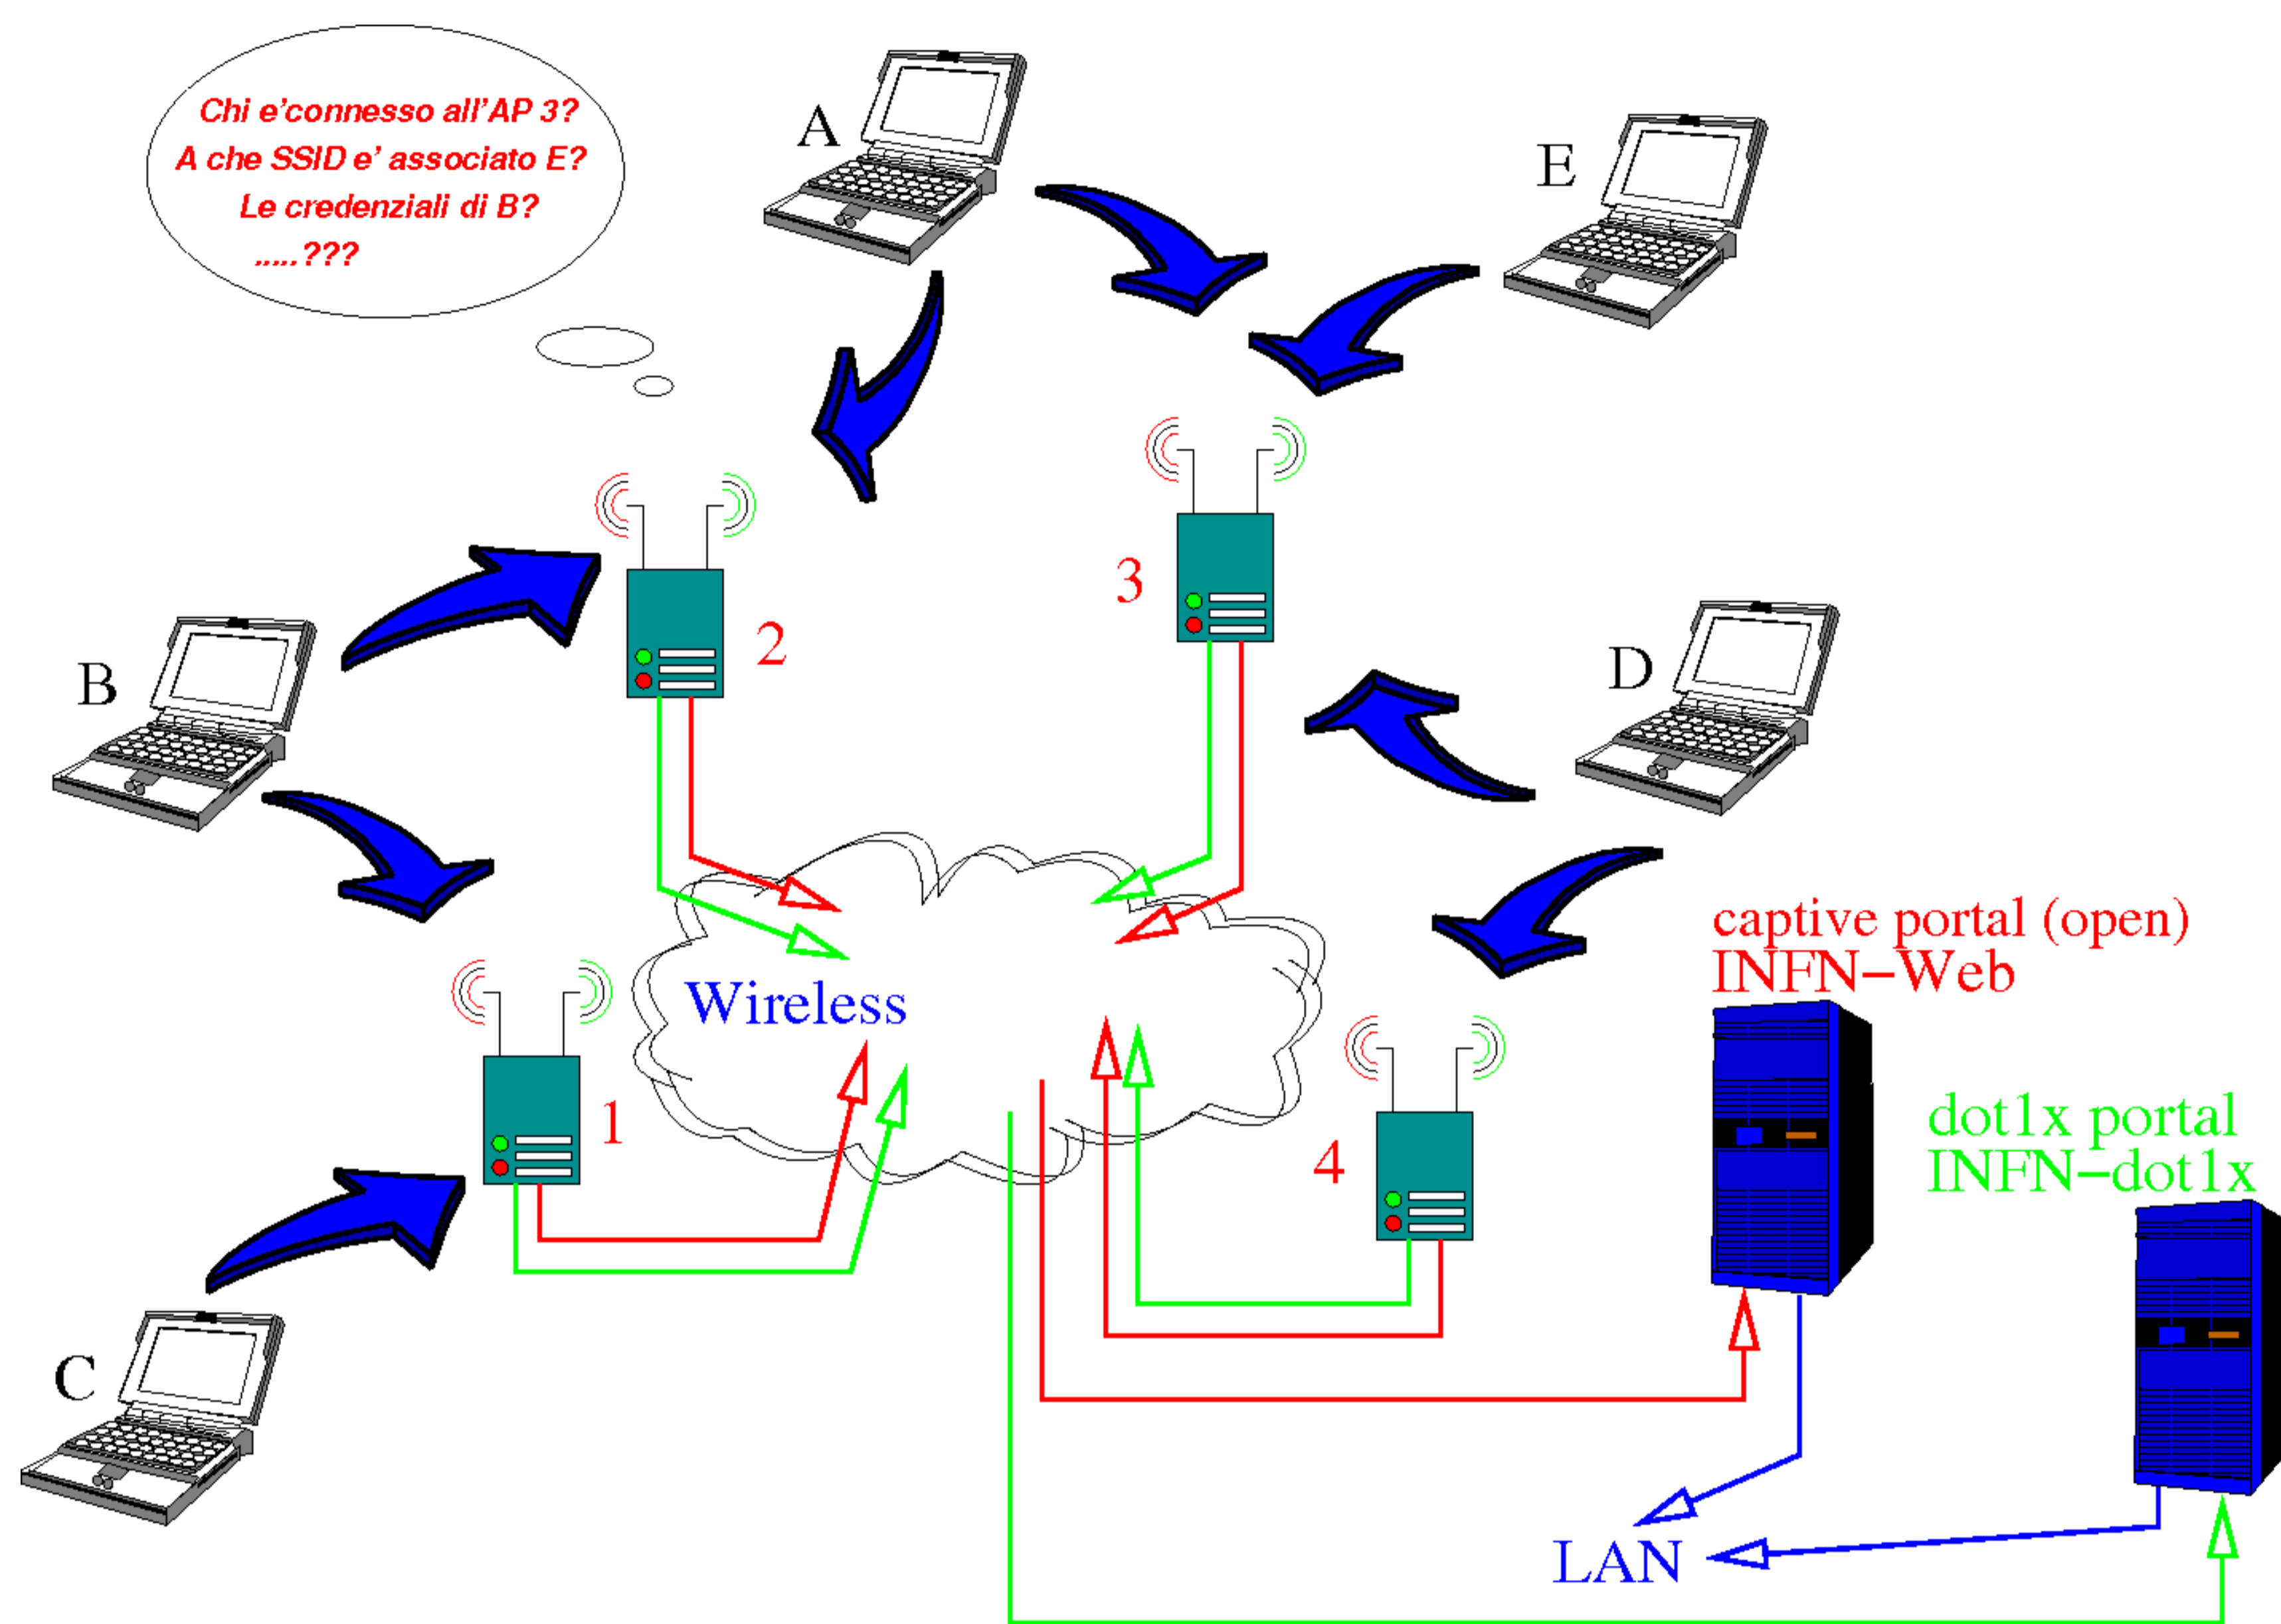 Chi e'connesso all'AP 3?
A che SSID e' associato E?
Le credenziali di B?
.....???
A
E
3
2
B
D
captive portal (open)
INFN-Web
Wireless
1
4
dot1x portal
INFN-dot1x
C
LAN